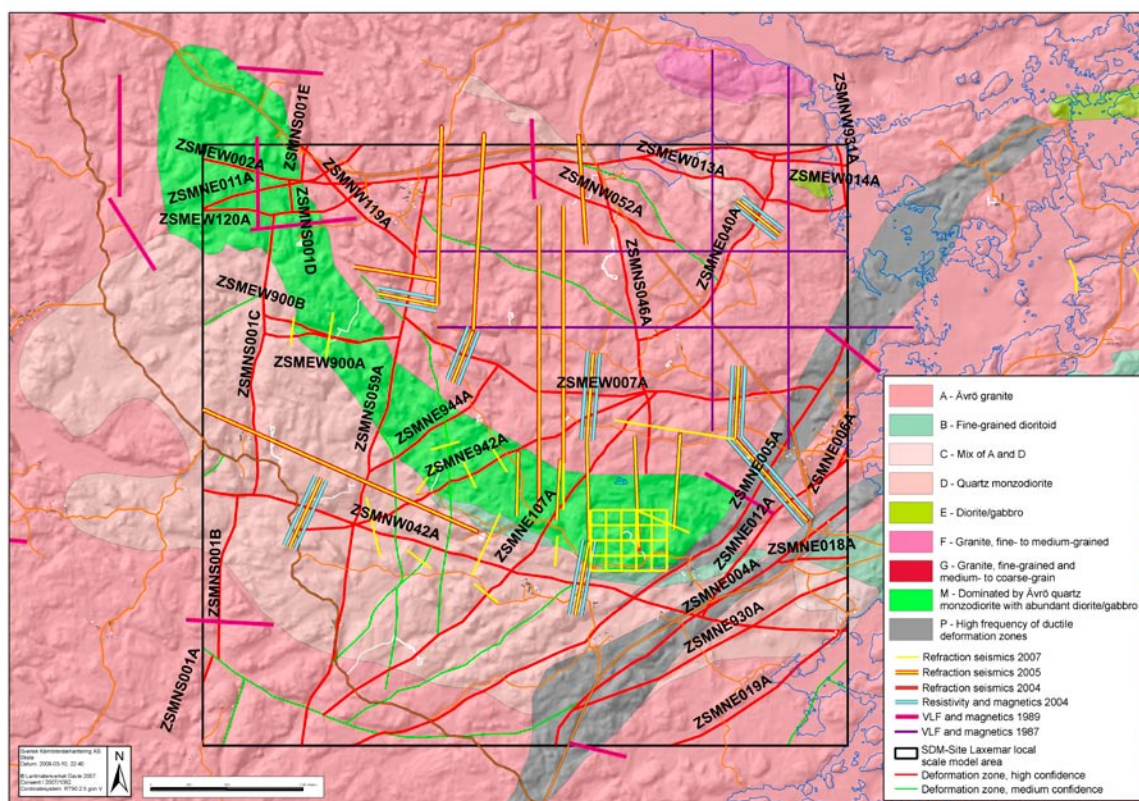 ZSMNS001E
ZSMNW931A
ZSMEW002A
ZSMEW013A
ZSMEW014A
ZSMNE011A
ZSMNW119A
ZSMNW052A
ZSMEW120A
ZSMNS001D
ZSMNE040A
ZSMEW900B
ZSMNS046A
ZSMNS001C
ZSMEW900A
ZSMNS059A
ZSMEW007A
ZSMNE944A
ZSMNE942A
ZSMNE005A
ZSMNE006A
ZSMNE107A
ZSMNE012A
ZSMNW042A
ZSMNE018A
ZSMNS001B
ZSMNE004A
ZSMNE930A
ZSMNS001A
ZSMNE019A
A - Ävrö granite
B - Fine-grained dioritoid
C - Mix of A and D
D - Quartz monzodiorite
E - Diorite/gabbro
F - Granite, fine- to medium-grained
G - Granite, fine-grained and
medium- to coarse-grain
M - Dominated by Ävrö quartz
monzodiorite with abundant diorite/gabbro
P - High frequency of ductile
deformation zones
Refraction seismics 2007
Refraction seismics 2005
Refraction seismics 2004
Resistivity and magnetics 2004
VLF and magnetics 1989
VLF and magnetics 1987
SDM-Site Laxemar local
scale model area
Deformation zone, high confidence
Deformation zone, medium confidence
N